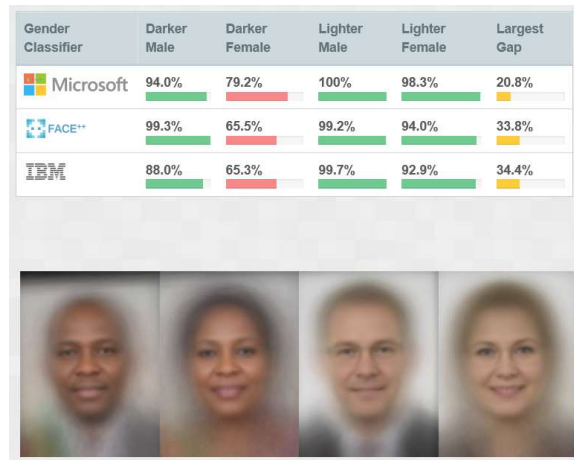 Gender Classifier Darker Male Darker Female Lighter Male Lighter Female Largest Gap
Microsoft 94.0% 79.2% 100% 98.3% 20.8%
FACE++ 99.3% 65.5% 99.2% 94.0% 33.8%
IBM 88.0% 65.3% 99.7% 92.9% 34.4%